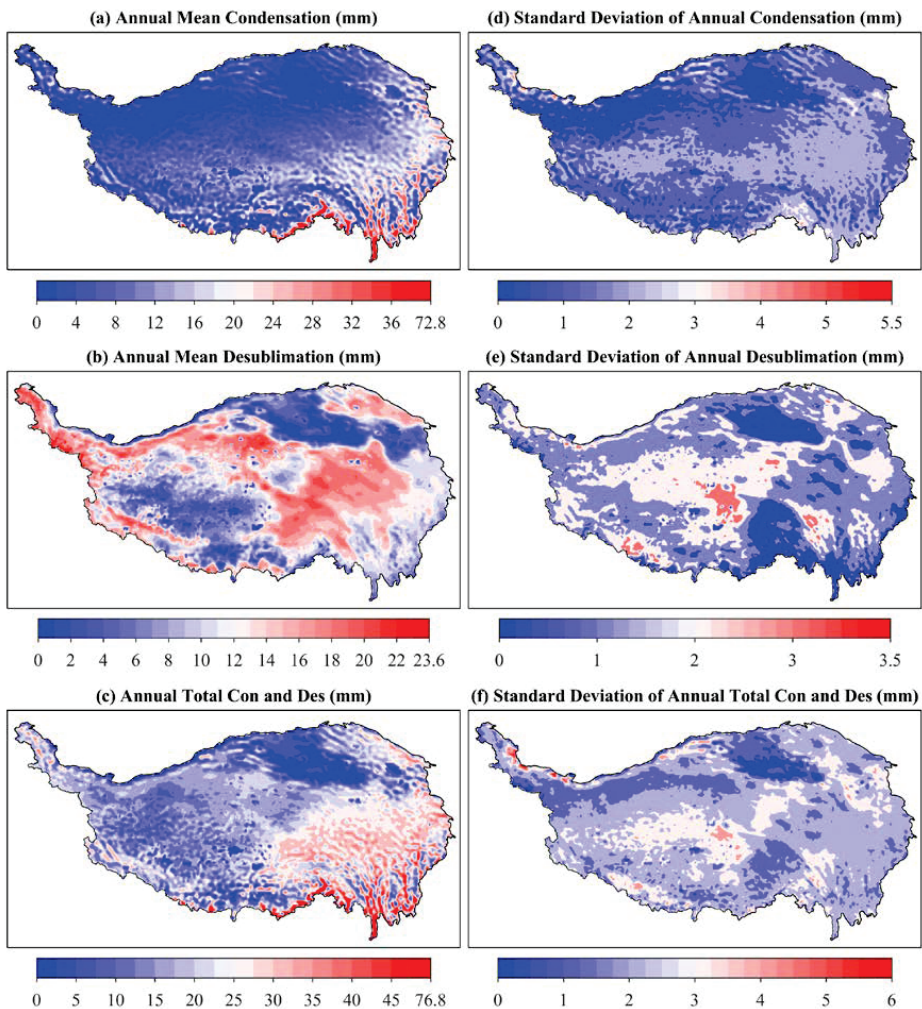 (a) Annual Mean Condensation (mm)
0 4 8 12 16 20 24 28 32 36 72.8
(d) Standard Deviation of Annual Condensation (mm)
0 1 2 3 4 5 5.5
(b) Annual Mean Desublimation (mm)
0 2 4 6 8 10 12 14 16 18 20 22 23.6
(e) Standard Deviation of Annual Desublimation (mm)
0 1 2 3 3.5
(c) Annual Total Con and Des (mm)
0 5 10 15 20 25 30 35 40 45 76.8
(f) Standard Deviation of Annual Total Con and Des (mm)
0 1 2 3 4 5 6